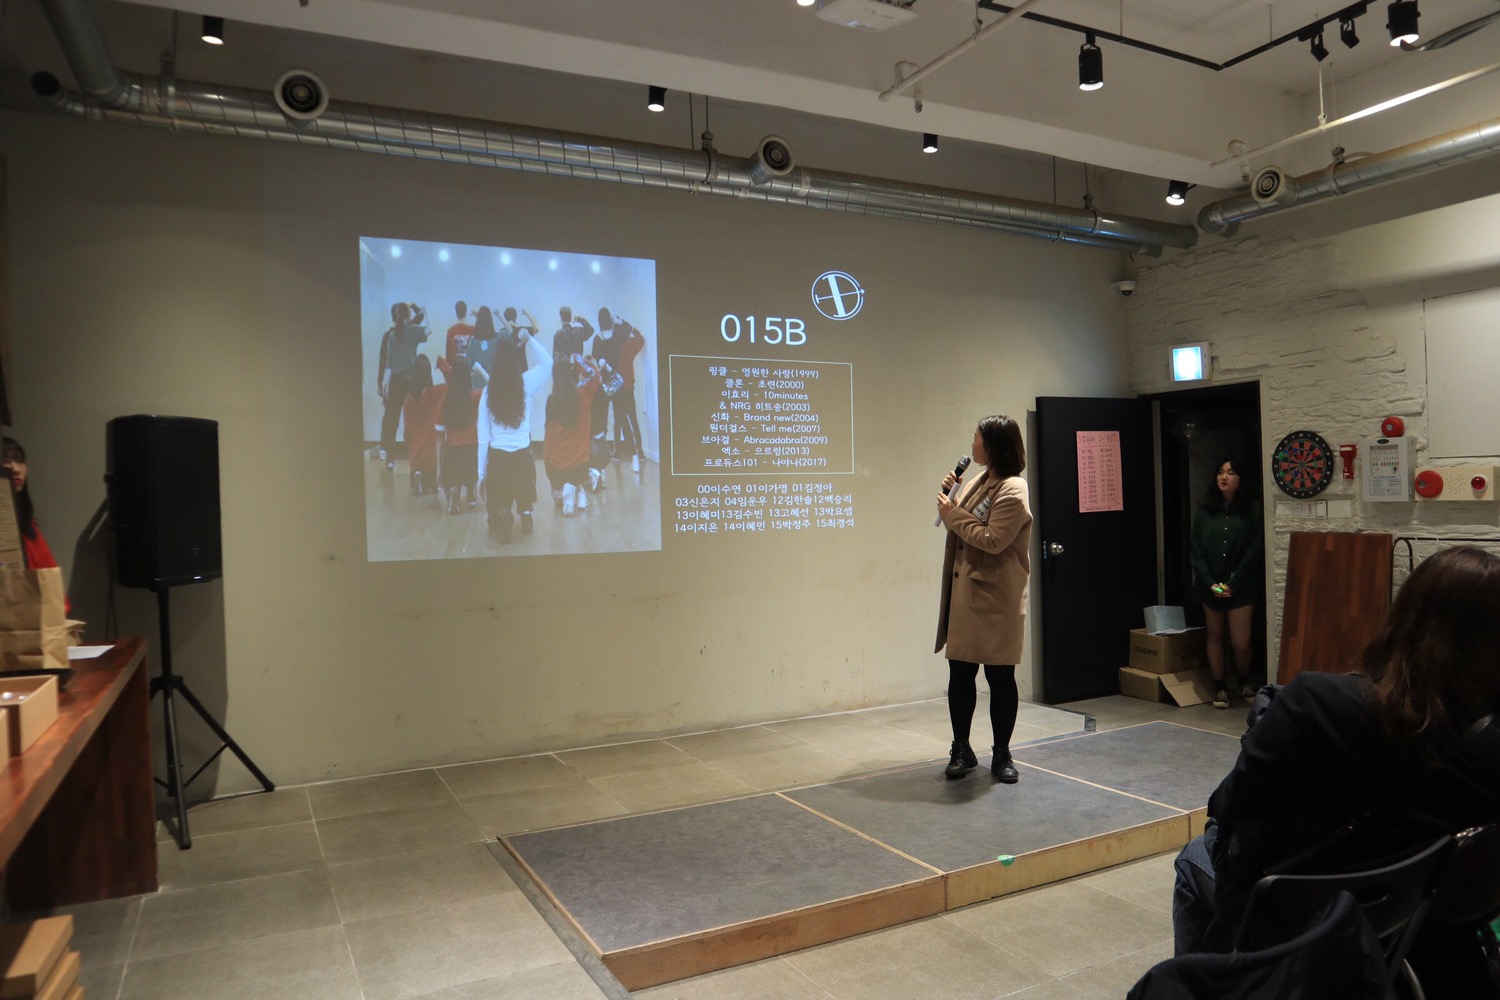 015B
핑클 - 영원한 사랑(1999)
클론 - 초련(2000)
이효리 - 10minutes
& NRG 히트송(2003)
신화 - Brand new(2004)
원더걸스 - Tell me(2007)
브아걸 - Abracadabra(2009)
엑소 - 으르렁(2013)
프로듀스101 - 나야나(2017)
00이수연 01이가영 01김정아
03신은지 04임운우 12김한솔12백승리
13이혜미13김수빈 13고혜선 13박요셉
14이지은 14이혜민 15박정주 15최경석